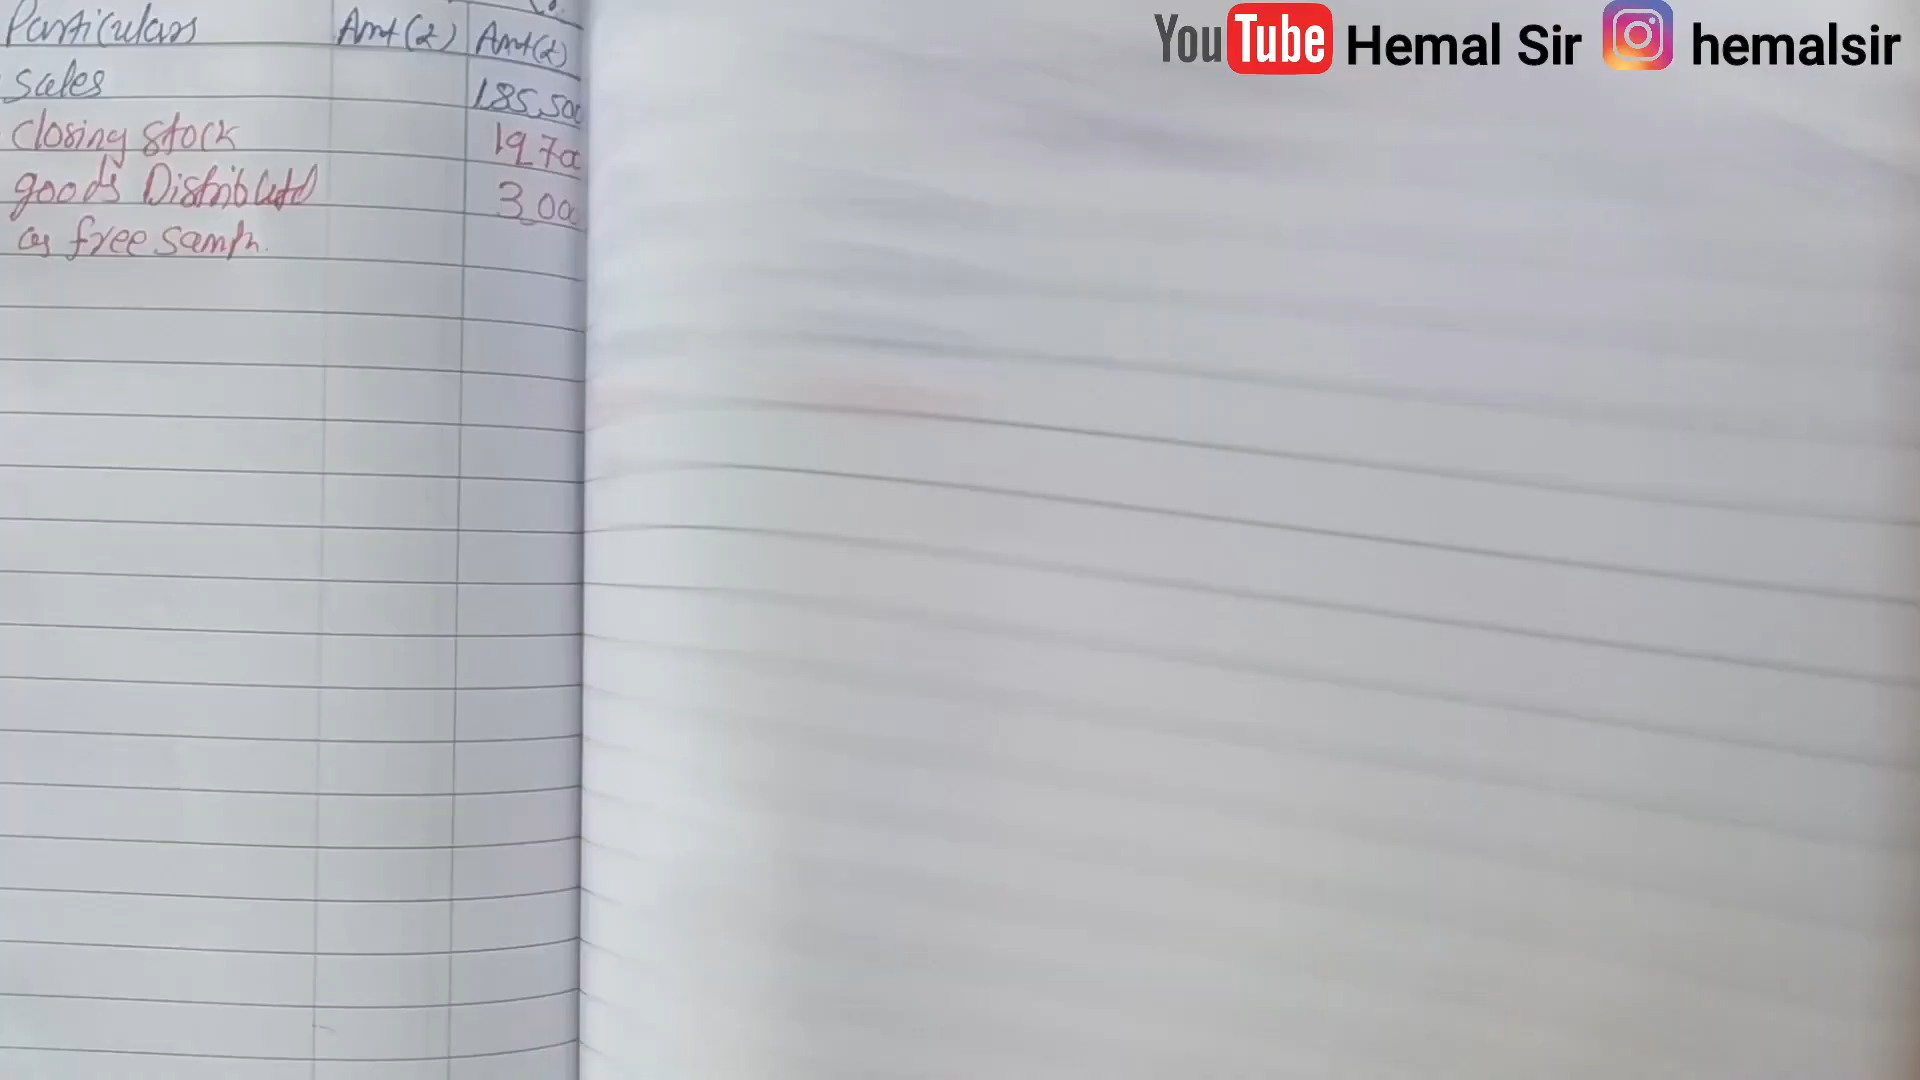 Particulars Amt(₹) Amt(₹)
Sales 185,500
Closing Stock 19,700
goods Distributed 3,000
as free samp.
YouTube Hemal Sir hemalsir